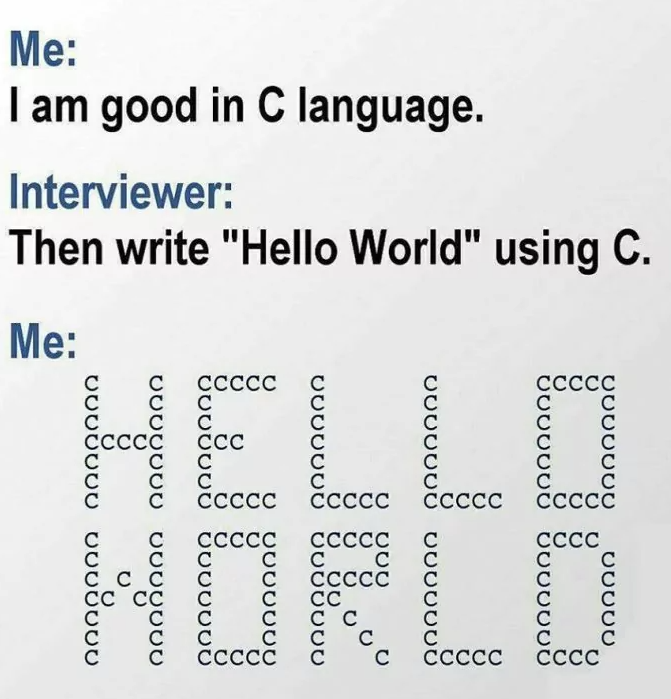 Me:
I am good in C language.
Interviewer:
Then write "Hello World" using C.
Me:
HELLO
WORLD